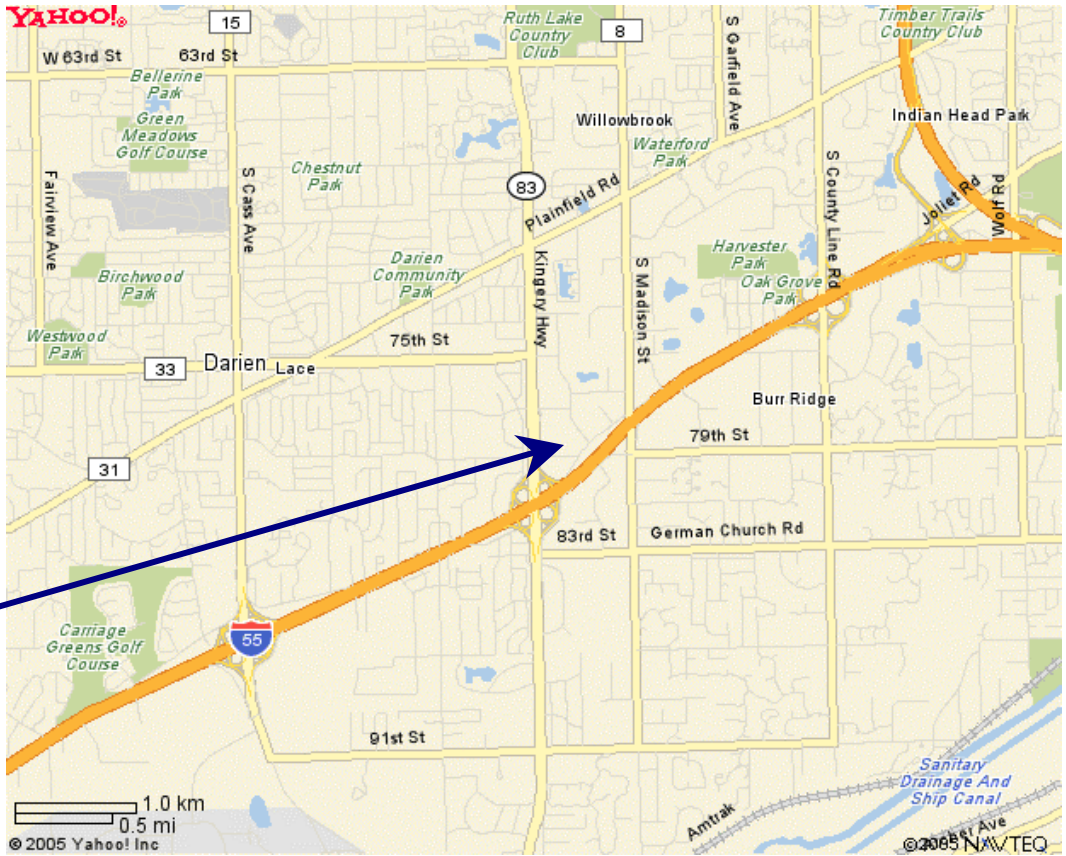 YAHOO!®
15
Ruth Lake
Country
Club
8
S Garfield Ave
Timber Trails
Country Club
W 63rd St
63rd St
Bellerine
Park
Green
Meadows
Golf Course
Willowbrook
Indian Head Park
Waterford
Park
Chestnut
Park
Fairview Ave
S Cass Ave
83
Plainfield Rd
S County Line Rd
Joliet Rd
Wolf Rd
Birchwood
Park
Darien
Community
Park
Kingery Hwy
S Madison St
Harvester
Park
Oak Grove
Park
Westwood
Park
75th St
33
Darien
Lace
Burr Ridge
79th St
31
83rd St
German Church Rd
Carriage
Greens Golf
Course
55
91st St
Sanitary
Drainage And
Ship Canal
1.0 km
0.5 mi
Amtrak
Ave
© 2005 Yahoo! Inc
©2005 NAVTEQ